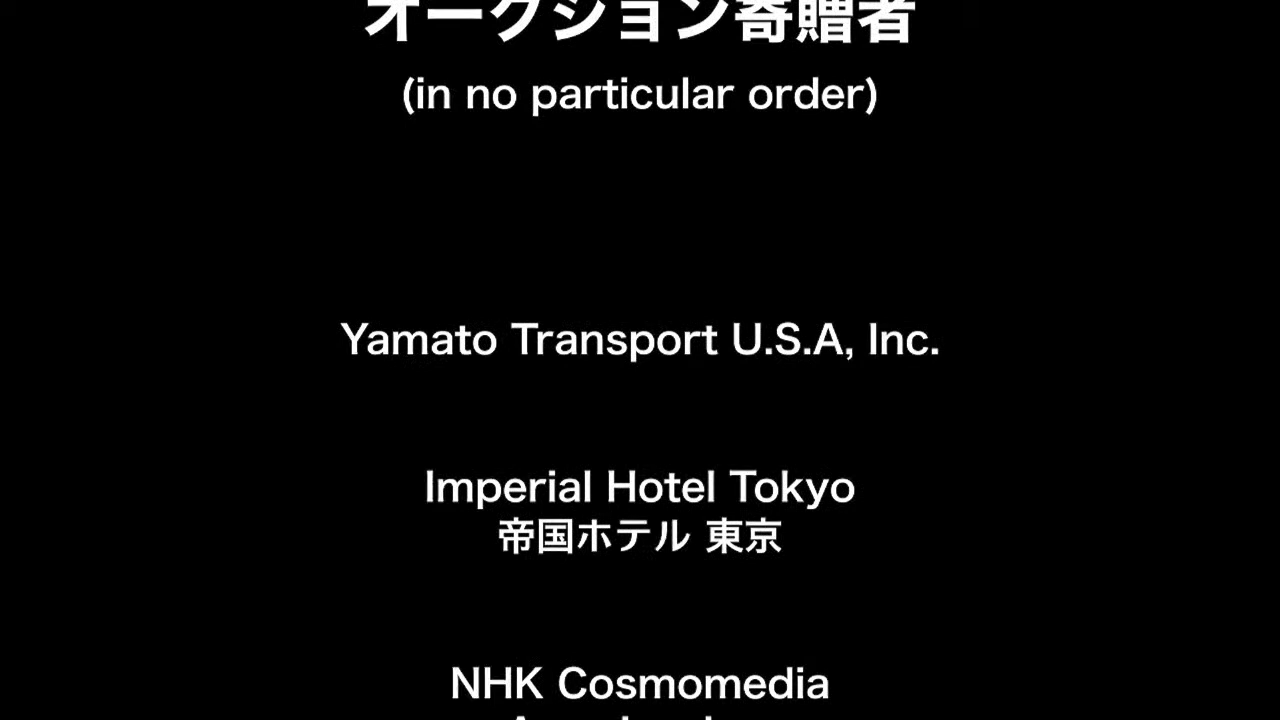 オークション寄贈者
(in no particular order)
Yamato Transport U.S.A, Inc.
Imperial Hotel Tokyo
帝国ホテル 東京
NHK Cosmomedia